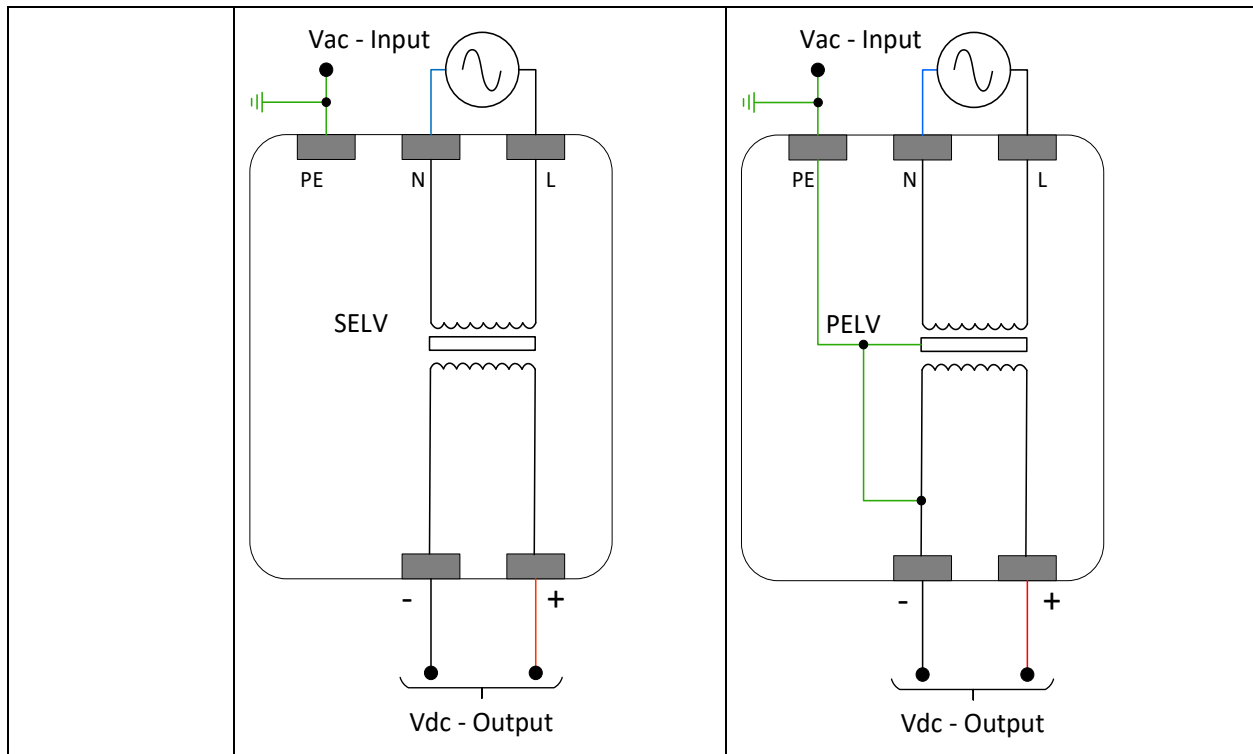 Vac - Input
PE N L
SELV
- +
Vdc - Output
Vac - Input
PE N L
PELV
- +
Vdc - Output